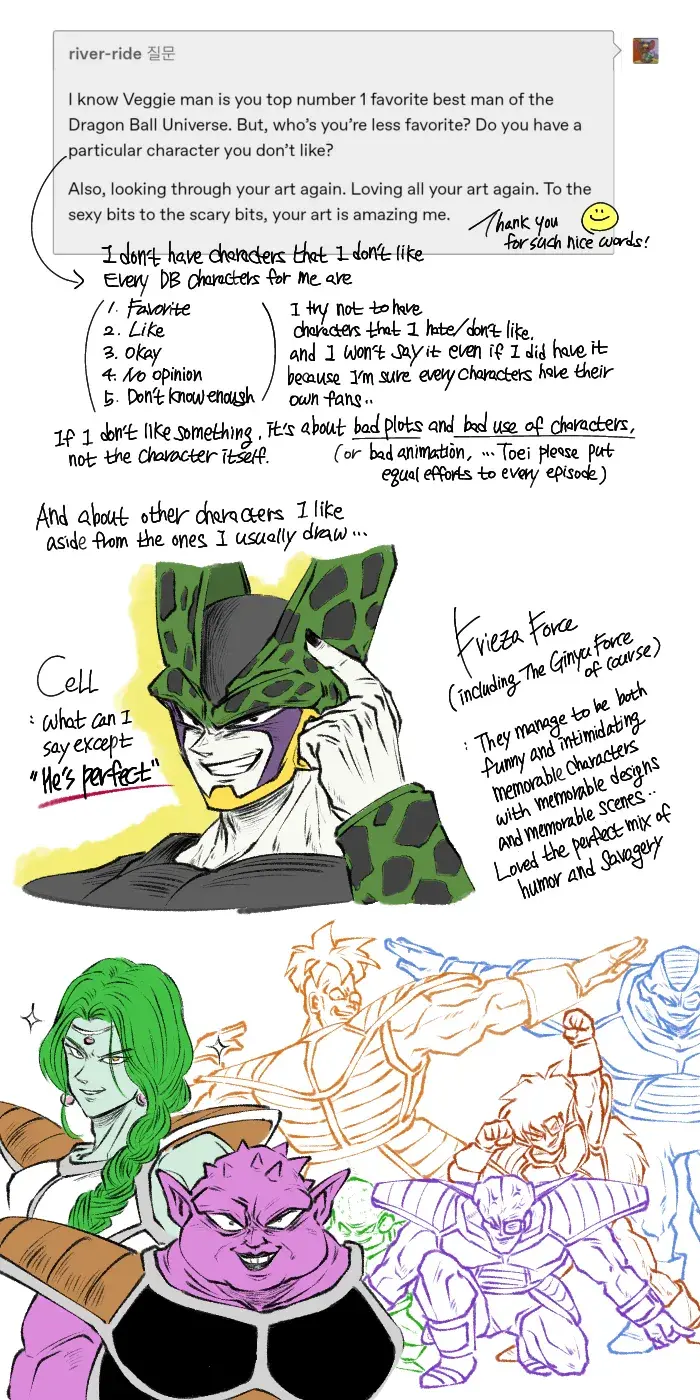 river-ride 질문
I know Veggie man is you top number 1 favorite best man of the
Dragon Ball Universe. But, who's you're less favorite? Do you have a
particular character you don't like?
Also, looking through your art again. Loving all your art again. To the
sexy bits to the scary bits, your art is amazing me.
Thank you
for such nice words!
I don't have characters that I don't like
Every DB characters for me are
1. Favorite
2. Like
3. Okay
4. No opinion
5. Don't know enough
I try not to have
characters that I hate/don't like,
and I won't say it even if I did have it
because I'm sure every characters have their
own fans..
If I don't like something, it's about bad plots and bad use of characters,
not the character itself.
(or bad animation, ... Toei please put
equal efforts to every episode)
And about other characters I like
aside from the ones I usually draw...
Cell
: What can I
say except
"He's perfect"
Frieza Force
(including The Ginyu Force
of course)
: They manage to be both
funny and intimidating
memorable characters
with memorable designs
and memorable scenes..
Loved the perfect mix of
humor and Savagery